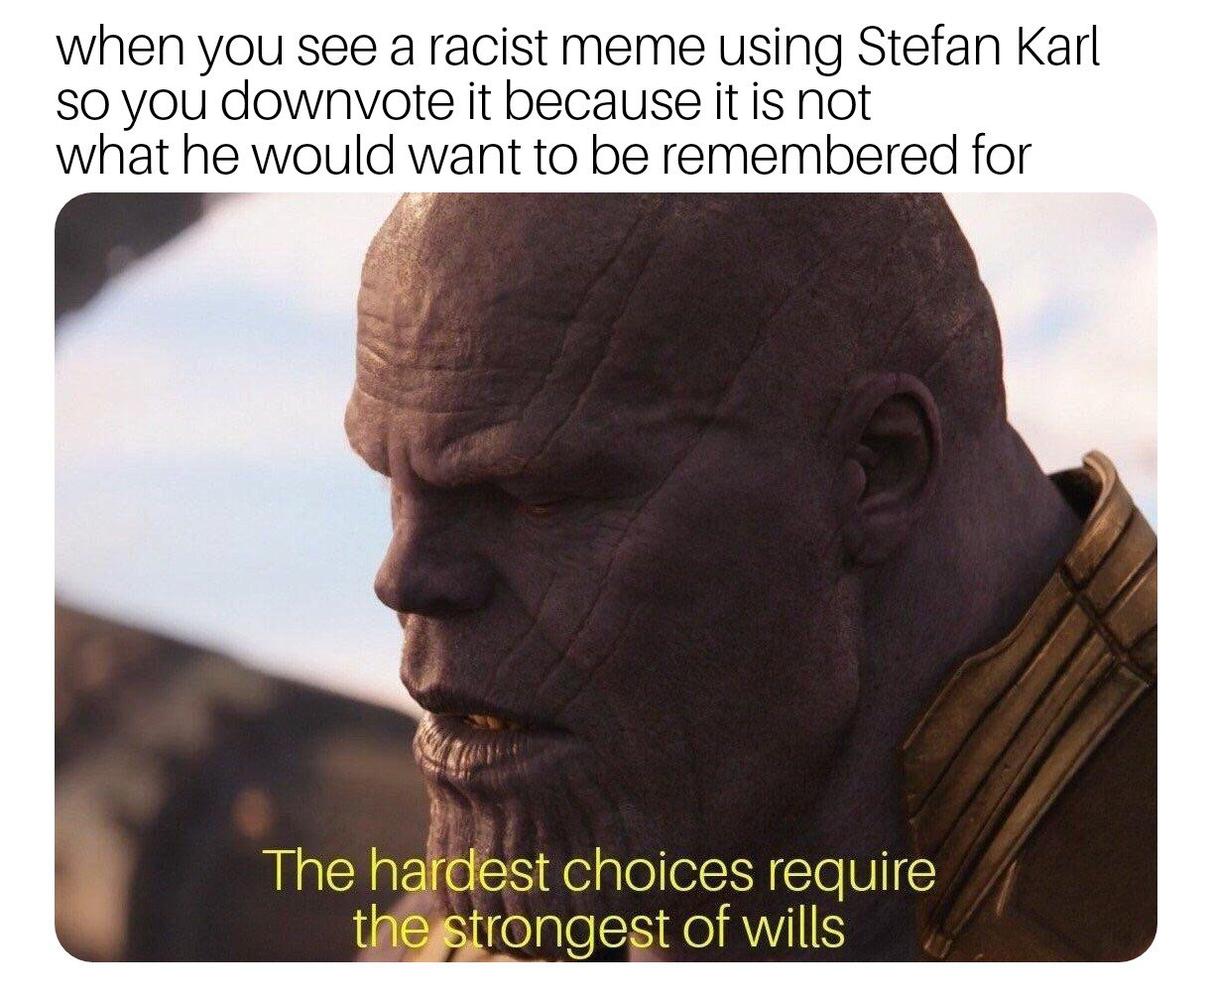 when you see a racist meme using Stefan Karl
so you downvote it because it is not
what he would want to be remembered for
The hardest choices require
the strongest of wills